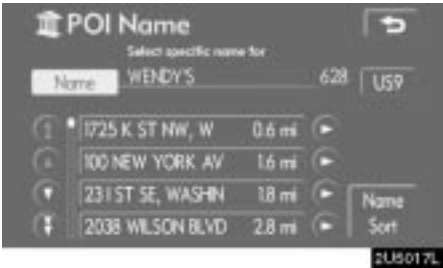 POI Name
Select specific name for
Name WENDY'S 628 US9
1725 K ST NW, W 0.6 mi
100 NEW YORK AV 1.6 mi
231 ST SE, WASHIN 1.8 mi
2038 WILSON BLVD 2.8 mi
Name
Sort
2U5017L